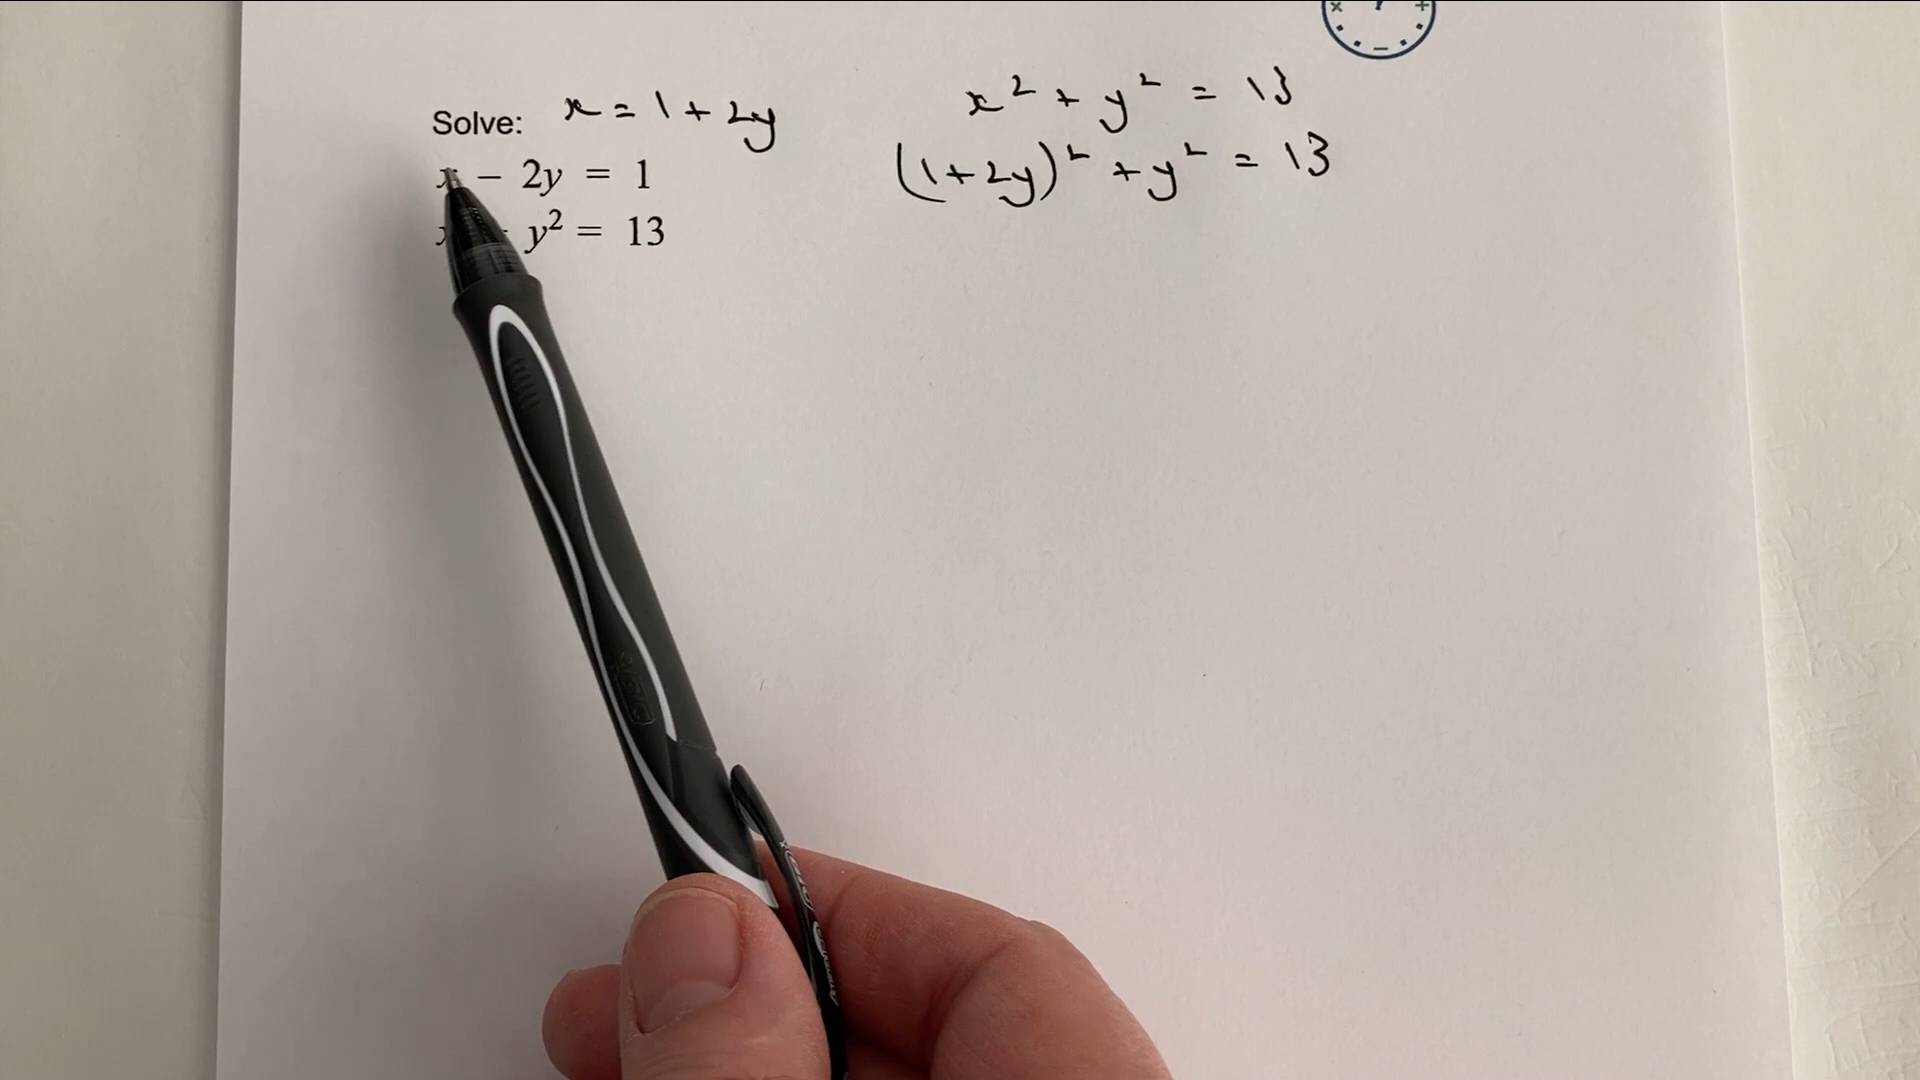 Solve: x = 1 + 2y
x − 2y = 1
y² = 13
x² + y² = 13
(1+2y)² + y² = 13